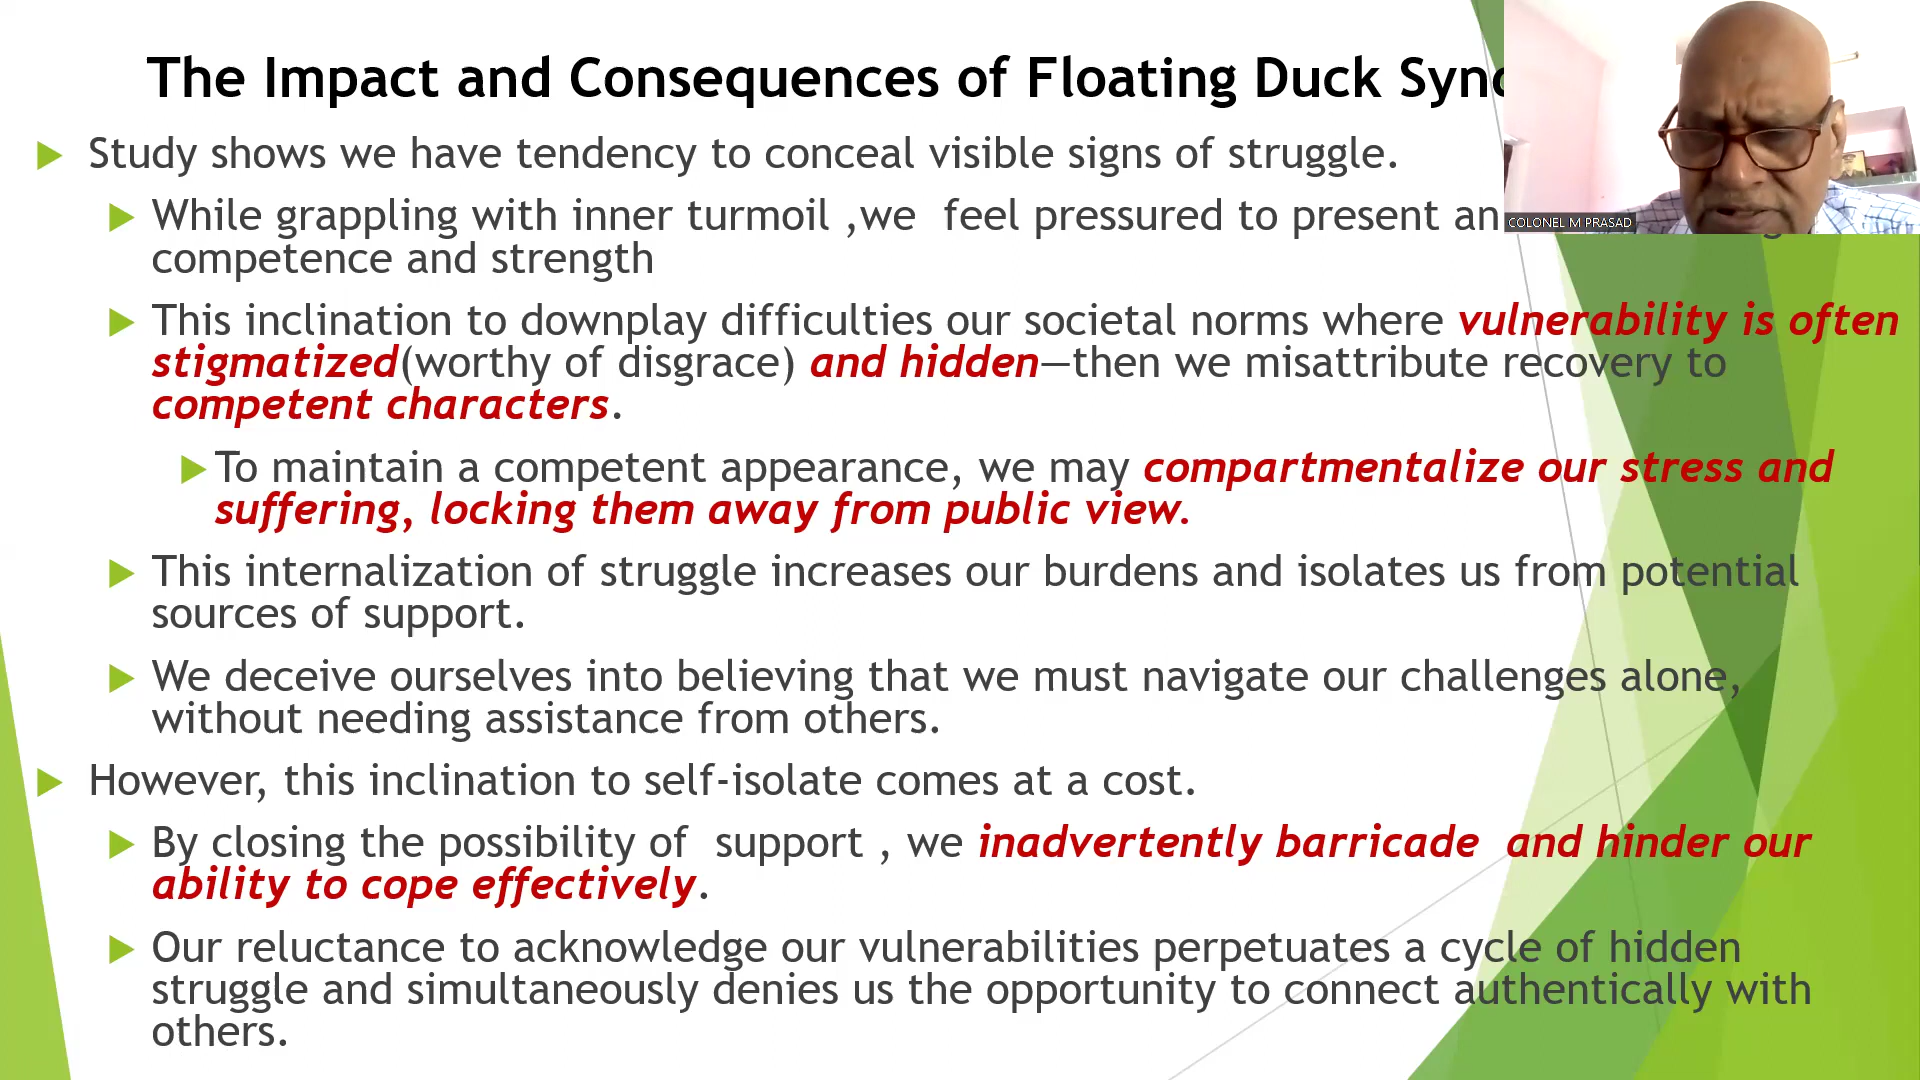 The Impact and Consequences of Floating Duck
Study shows we have tendency to conceal visible signs of struggle.
While grappling with inner turmoil ,we  feel pressured to present an
competence and strength
This inclination to downplay difficulties our societal norms where vulnerability is often
stigmatized(worthy of disgrace) and hidden—then we misattribute recovery to
competent characters.
To maintain a competent appearance, we may compartmentalize our stress and
suffering, locking them away from public view.
This internalization of struggle increases our burdens and isolates us from potential
sources of support.
We deceive ourselves into believing that we must navigate our challenges alone,
without needing assistance from others.
However, this inclination to self-isolate comes at a cost.
By closing the possibility of  support , we inadvertently barricade  and hinder our
ability to cope effectively.
Our reluctance to acknowledge our vulnerabilities perpetuates a cycle of hidden
struggle and simultaneously denies us the opportunity to connect authentically with
others.
COLONEL M PRASAD